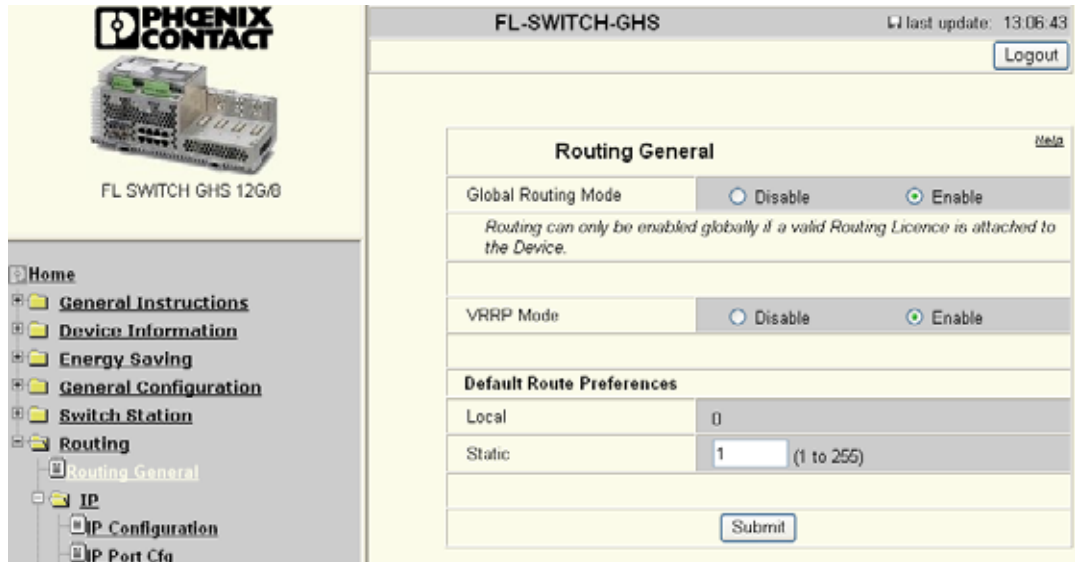 PHŒNIX
CONTACT
FL SWITCH GHS 12G/8
Home
General Instructions
Device Information
Energy Saving
General Configuration
Switch Station
Routing
Routing General
IP
IP Configuration
IP Port Cfg
FL-SWITCH-GHS
last update: 13:06:43
Logout
Routing General
Help
Global Routing Mode
Disable
Enable
Routing can only be enabled globally if a valid Routing Licence is attached to
the Device.
VRRP Mode
Disable
Enable
Default Route Preferences
Local
0
Static
1
(1 to 255)
Submit